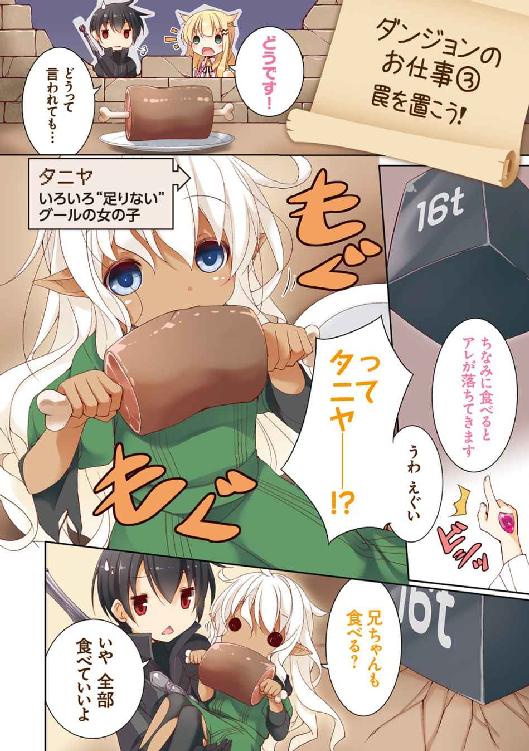 ダンジョンの
お仕事③
罠を置こう!
どうです!
どうって
言われても…
16t
ちなみに食べると
アレが落ちてきます
うわ えぐい
ビシッ
タニヤ
いろいろ“足りない”
グールの女の子
もぐ
もぐ
って
タニヤ――!?
16t
兄ちゃんも
食べる?
いや 全部
食べていいよ